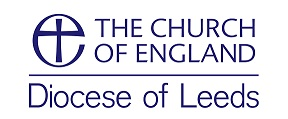 THE CHURCH
OF ENGLAND
Diocese of Leeds